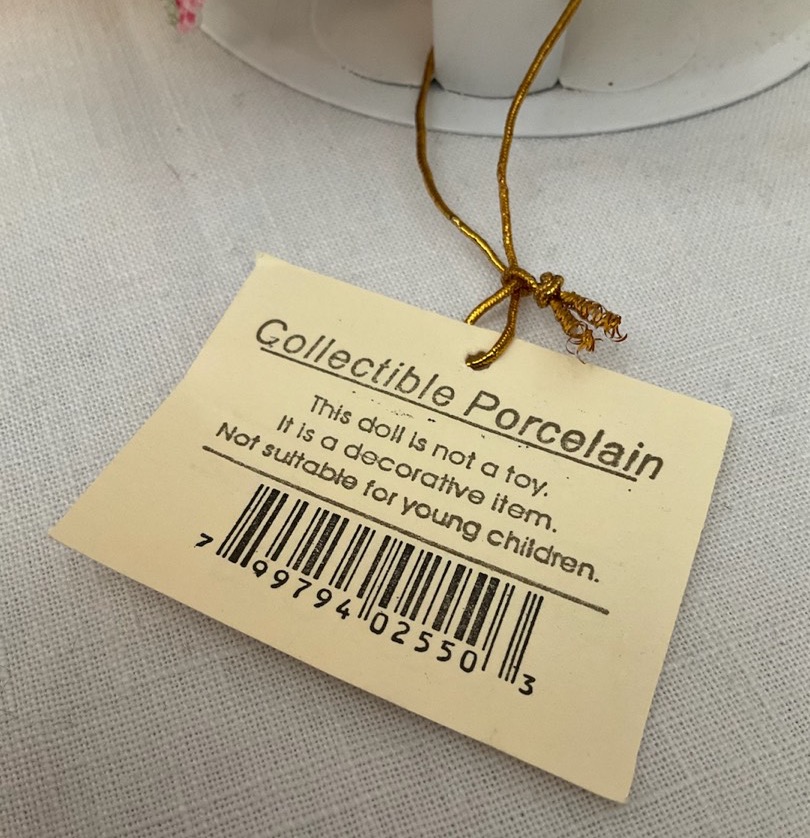 Collectible Porcelain
This doll is not a toy.
It is a decorative item.
Not suitable for young children.
7 99794 02550 3